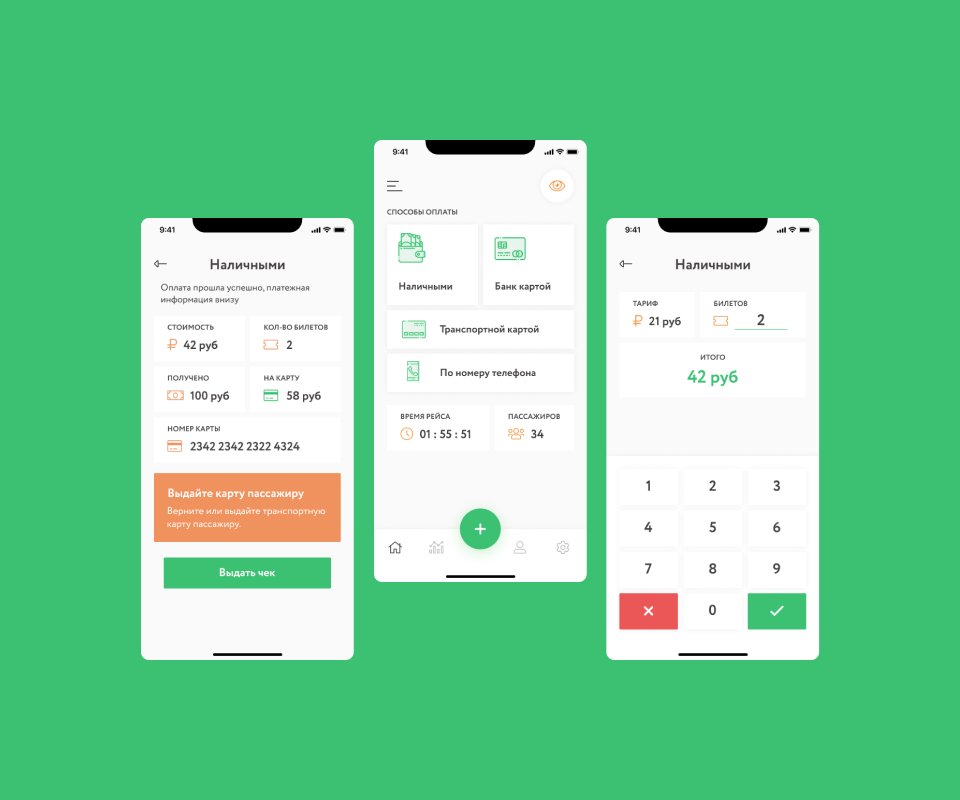 9:41
Наличными
Оплата прошла успешно, платежная
информация внизу
СТОИМОСТЬ
42 руб
КОЛ-ВО БИЛЕТОВ
2
ПОЛУЧЕНО
100 руб
НА КАРТУ
58 руб
НОМЕР КАРТЫ
2342 2342 2322 4324
Выдайте карту пассажиру
Верните или выдайте транспортную
карту пассажиру.
Выдать чек
9:41
СПОСОБЫ ОПЛАТЫ
Наличными
Банк картой
Транспортной картой
По номеру телефона
ВРЕМЯ РЕЙСА
01 : 55 : 51
ПАССАЖИРОВ
34
9:41
Наличными
ТАРИФ
21 руб
БИЛЕТОВ
2
ИТОГО
42 руб
1 2 3
4 5 6
7 8 9
0